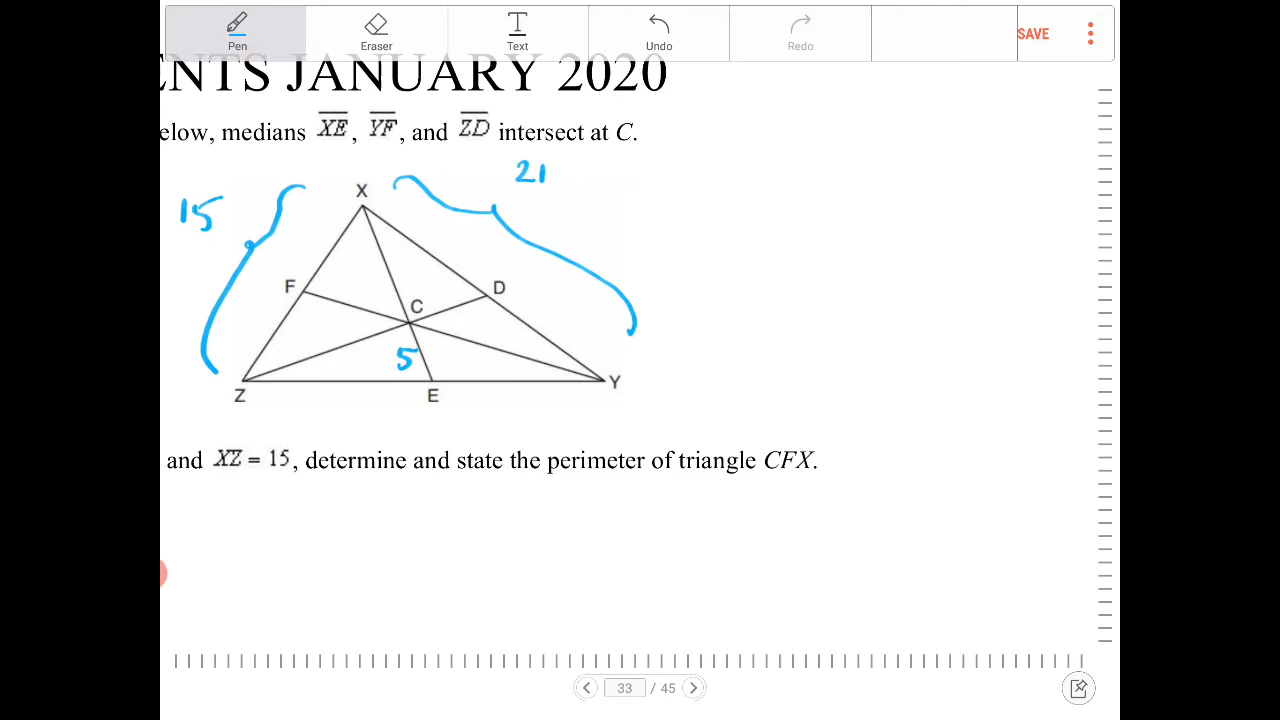 Pen Eraser Text Undo Redo SAVE
ENTS JANUARY 2020
elow, medians XE, YF, and ZD intersect at C.
21
15
X
F
D
C
5
Z
E
Y
and XZ = 15, determine and state the perimeter of triangle CFX.
33 / 45